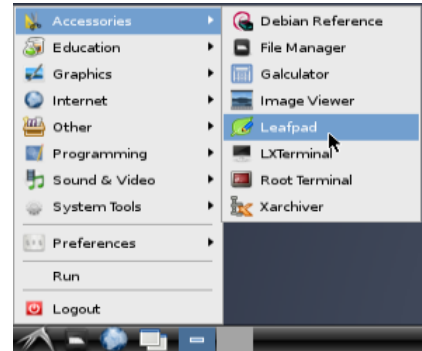 Accessories
Education
Graphics
Internet
Other
Programming
Sound & Video
System Tools
Preferences
Run
Logout
Debian Reference
File Manager
Galculator
Image Viewer
Leafpad
LXTerminal
Root Terminal
Xarchiver